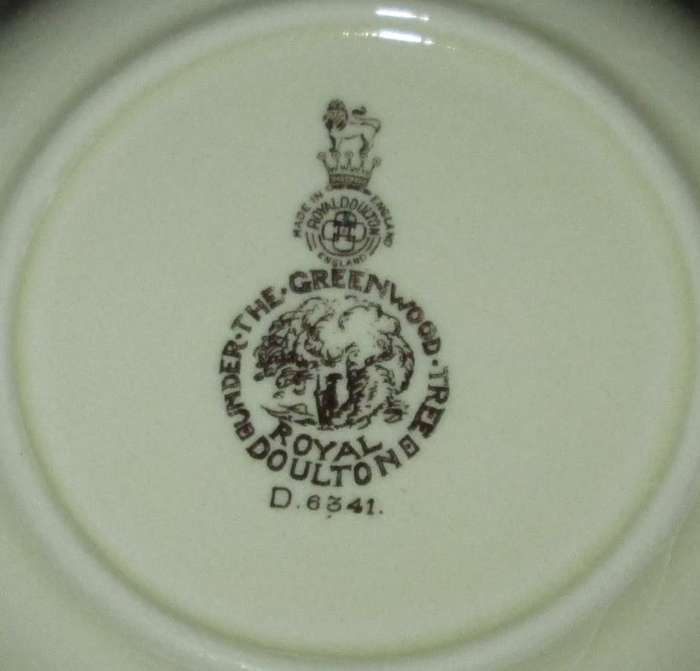 MADE IN ENGLAND
ROYAL DOULTON
ENGLAND
UNDER·THE·GREENWOOD·TREE
ROYAL
DOULTON
D.6341.